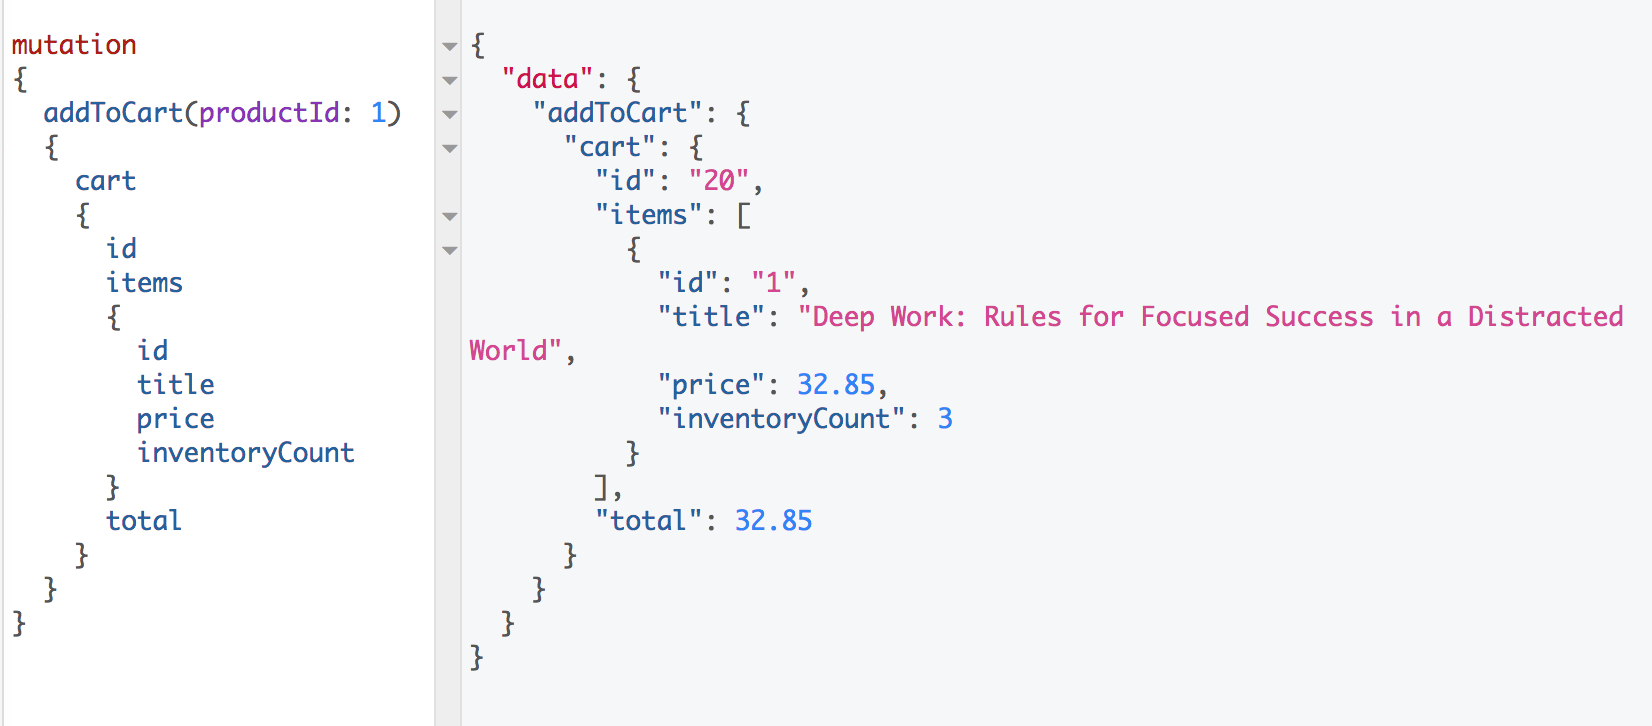 mutation
{
  addToCart(productId: 1)
  {
    cart
    {
      id
      items
      {
        id
        title
        price
        inventoryCount
      }
      total
    }
  }
}
{
  "data": {
    "addToCart": {
      "cart": {
        "id": "20",
        "items": [
          {
            "id": "1",
            "title": "Deep Work: Rules for Focused Success in a Distracted
World",
            "price": 32.85,
            "inventoryCount": 3
          }
        ],
        "total": 32.85
      }
    }
  }
}